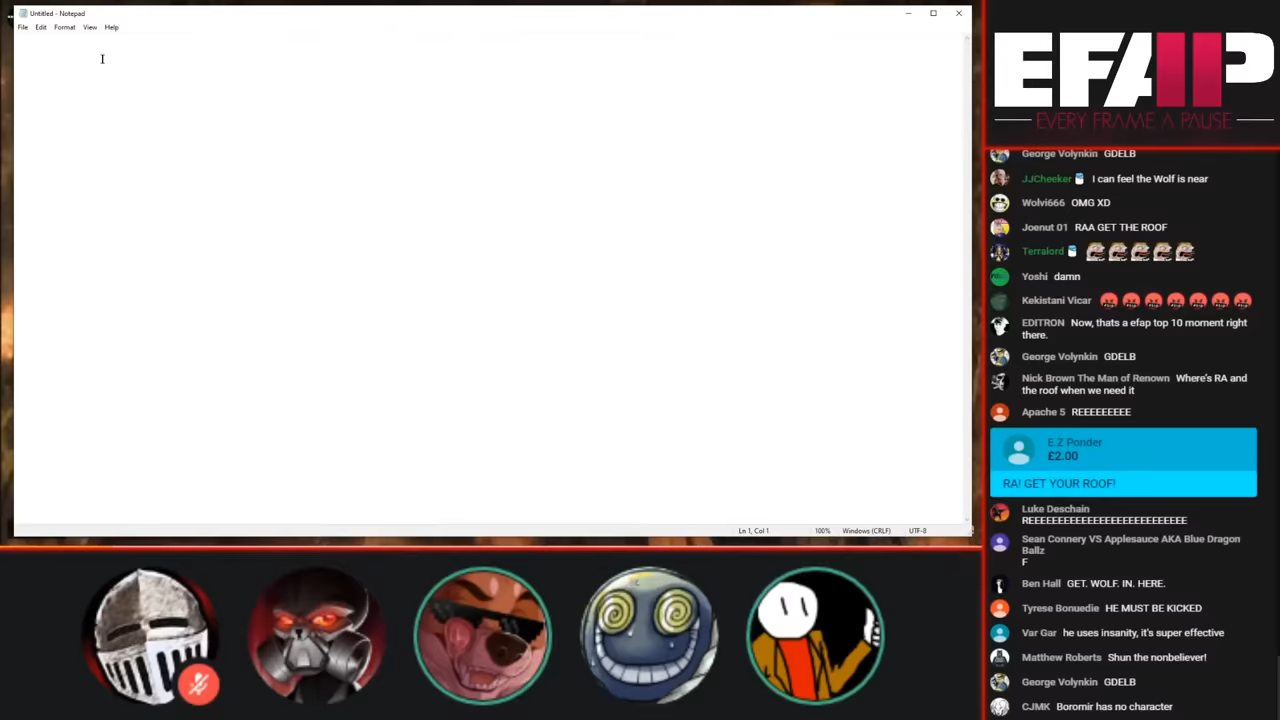 Untitled - Notepad
File Edit Format View Help
Ln 1, Col 1 100% Windows (CRLF) UTF-8
EFAP
EVERY FRAME A PAUSE
George Volynkin GDELB
JJCheeker I can feel the Wolf is near
Wolvi666 OMG XD
Joenut 01 RAA GET THE ROOF
Terralord
Yoshi damn
Kekistani Vicar
EDITRON Now, thats a efap top 10 moment right
there.
George Volynkin GDELB
Nick Brown The Man of Renown Where's RA and
the roof when we need it
Apache 5 REEEEEEEEE
E.Z Ponder
£2.00
RA! GET YOUR ROOF!
Luke Deschain
REEEEEEEEEEEEEEEEEEEEEEEEEE
Sean Connery VS Applesauce AKA Blue Dragon
Ballz
F
Ben Hall GET. WOLF. IN. HERE.
Tyrese Bonuedie HE MUST BE KICKED
Var Gar he uses insanity, it's super effective
Matthew Roberts Shun the nonbeliever!
George Volynkin GDELB
CJMK Boromir has no character